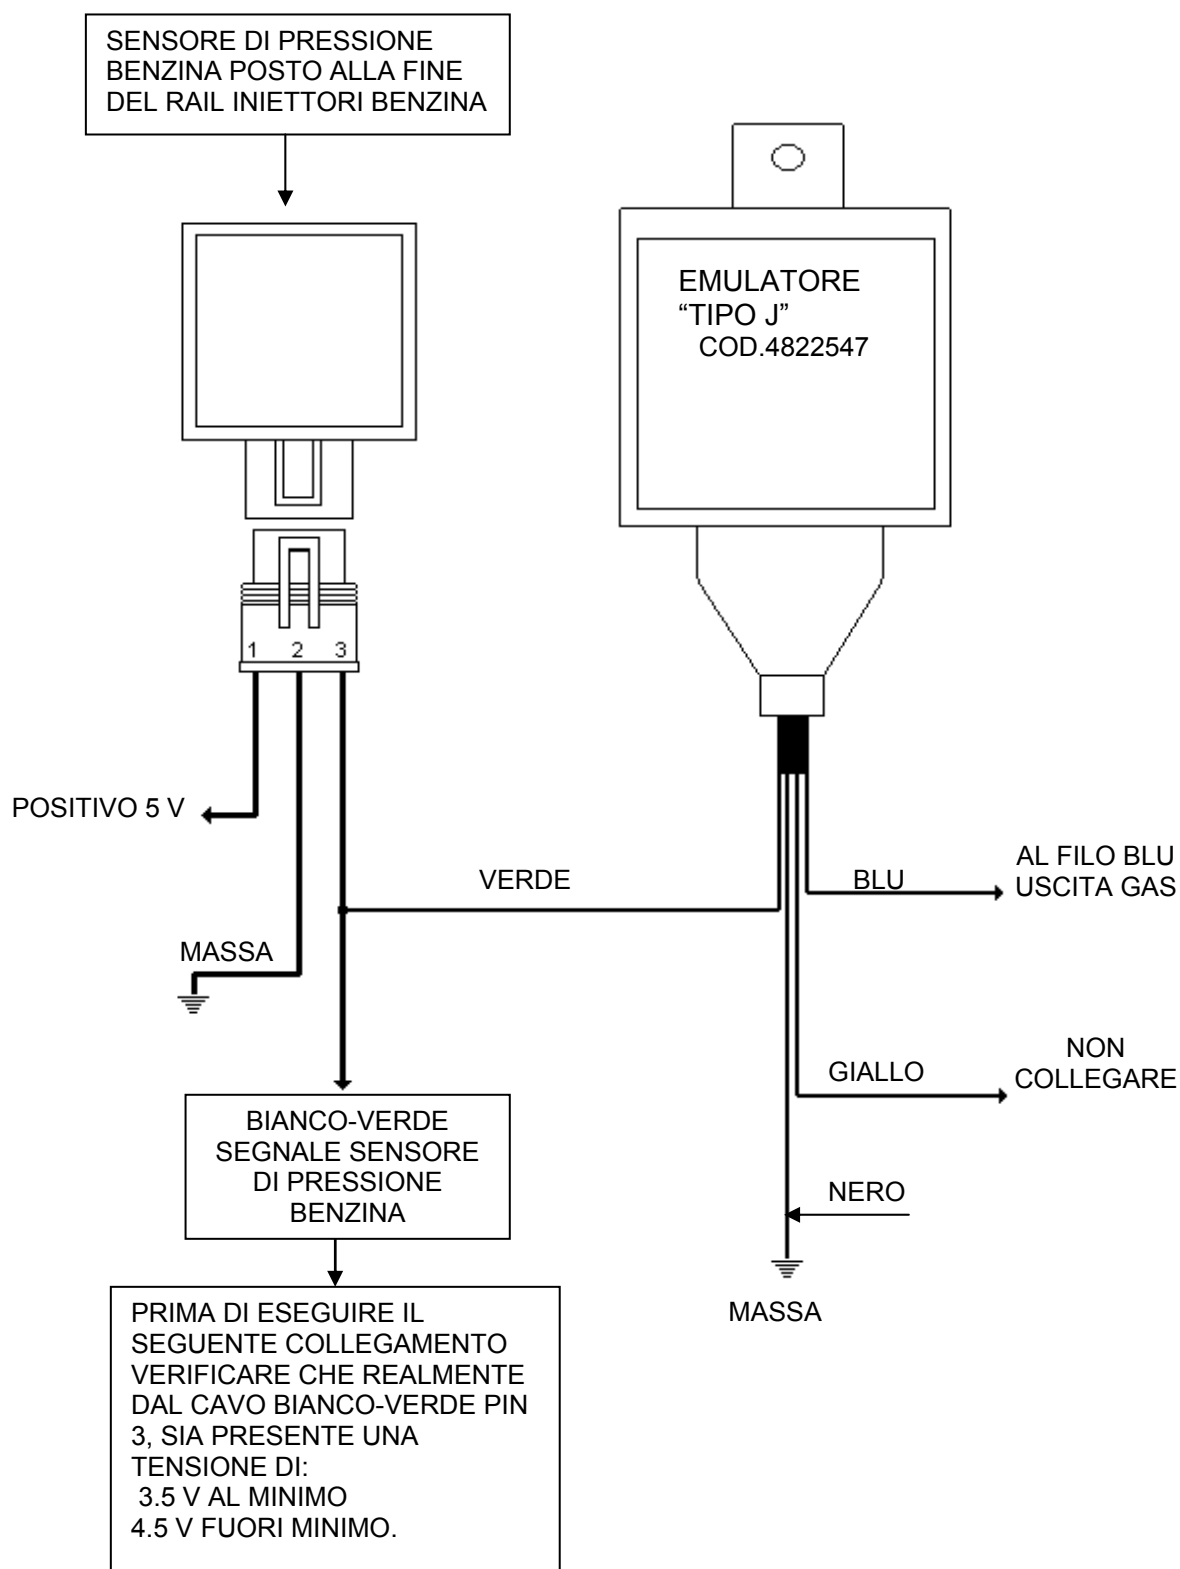 SENSORE DI PRESSIONE
BENZINA POSTO ALLA FINE
DEL RAIL INIETTORI BENZINA
EMULATORE
“TIPO J”
COD.4822547
1 2 3
POSITIVO 5 V
VERDE
BLU
AL FILO BLU
USCITA GAS
MASSA
GIALLO
NON
COLLEGARE
BIANCO-VERDE
SEGNALE SENSORE
DI PRESSIONE
BENZINA
NERO
MASSA
PRIMA DI ESEGUIRE IL
SEGUENTE COLLEGAMENTO
VERIFICARE CHE REALMENTE
DAL CAVO BIANCO-VERDE PIN
3, SIA PRESENTE UNA
TENSIONE DI:
3.5 V AL MINIMO
4.5 V FUORI MINIMO.